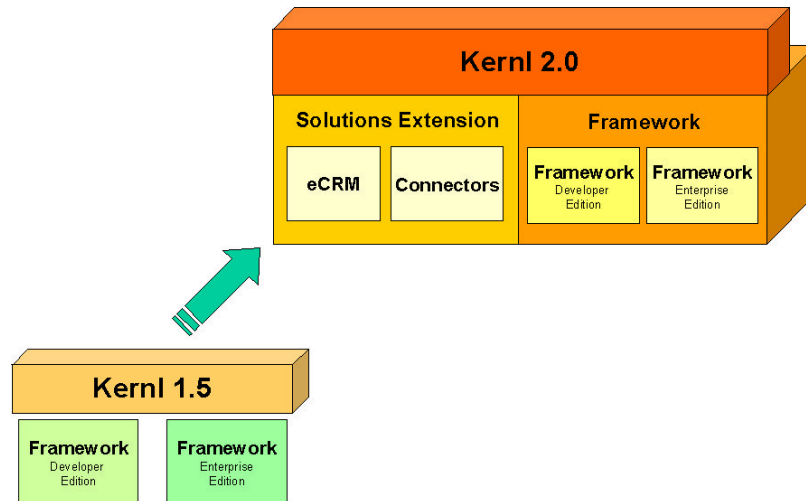 Kernl 2.0
Solutions Extension
Framework
eCRM
Connectors
Framework
Developer
Edition
Framework
Enterprise
Edition
Kernl 1.5
Framework
Developer
Edition
Framework
Enterprise
Edition